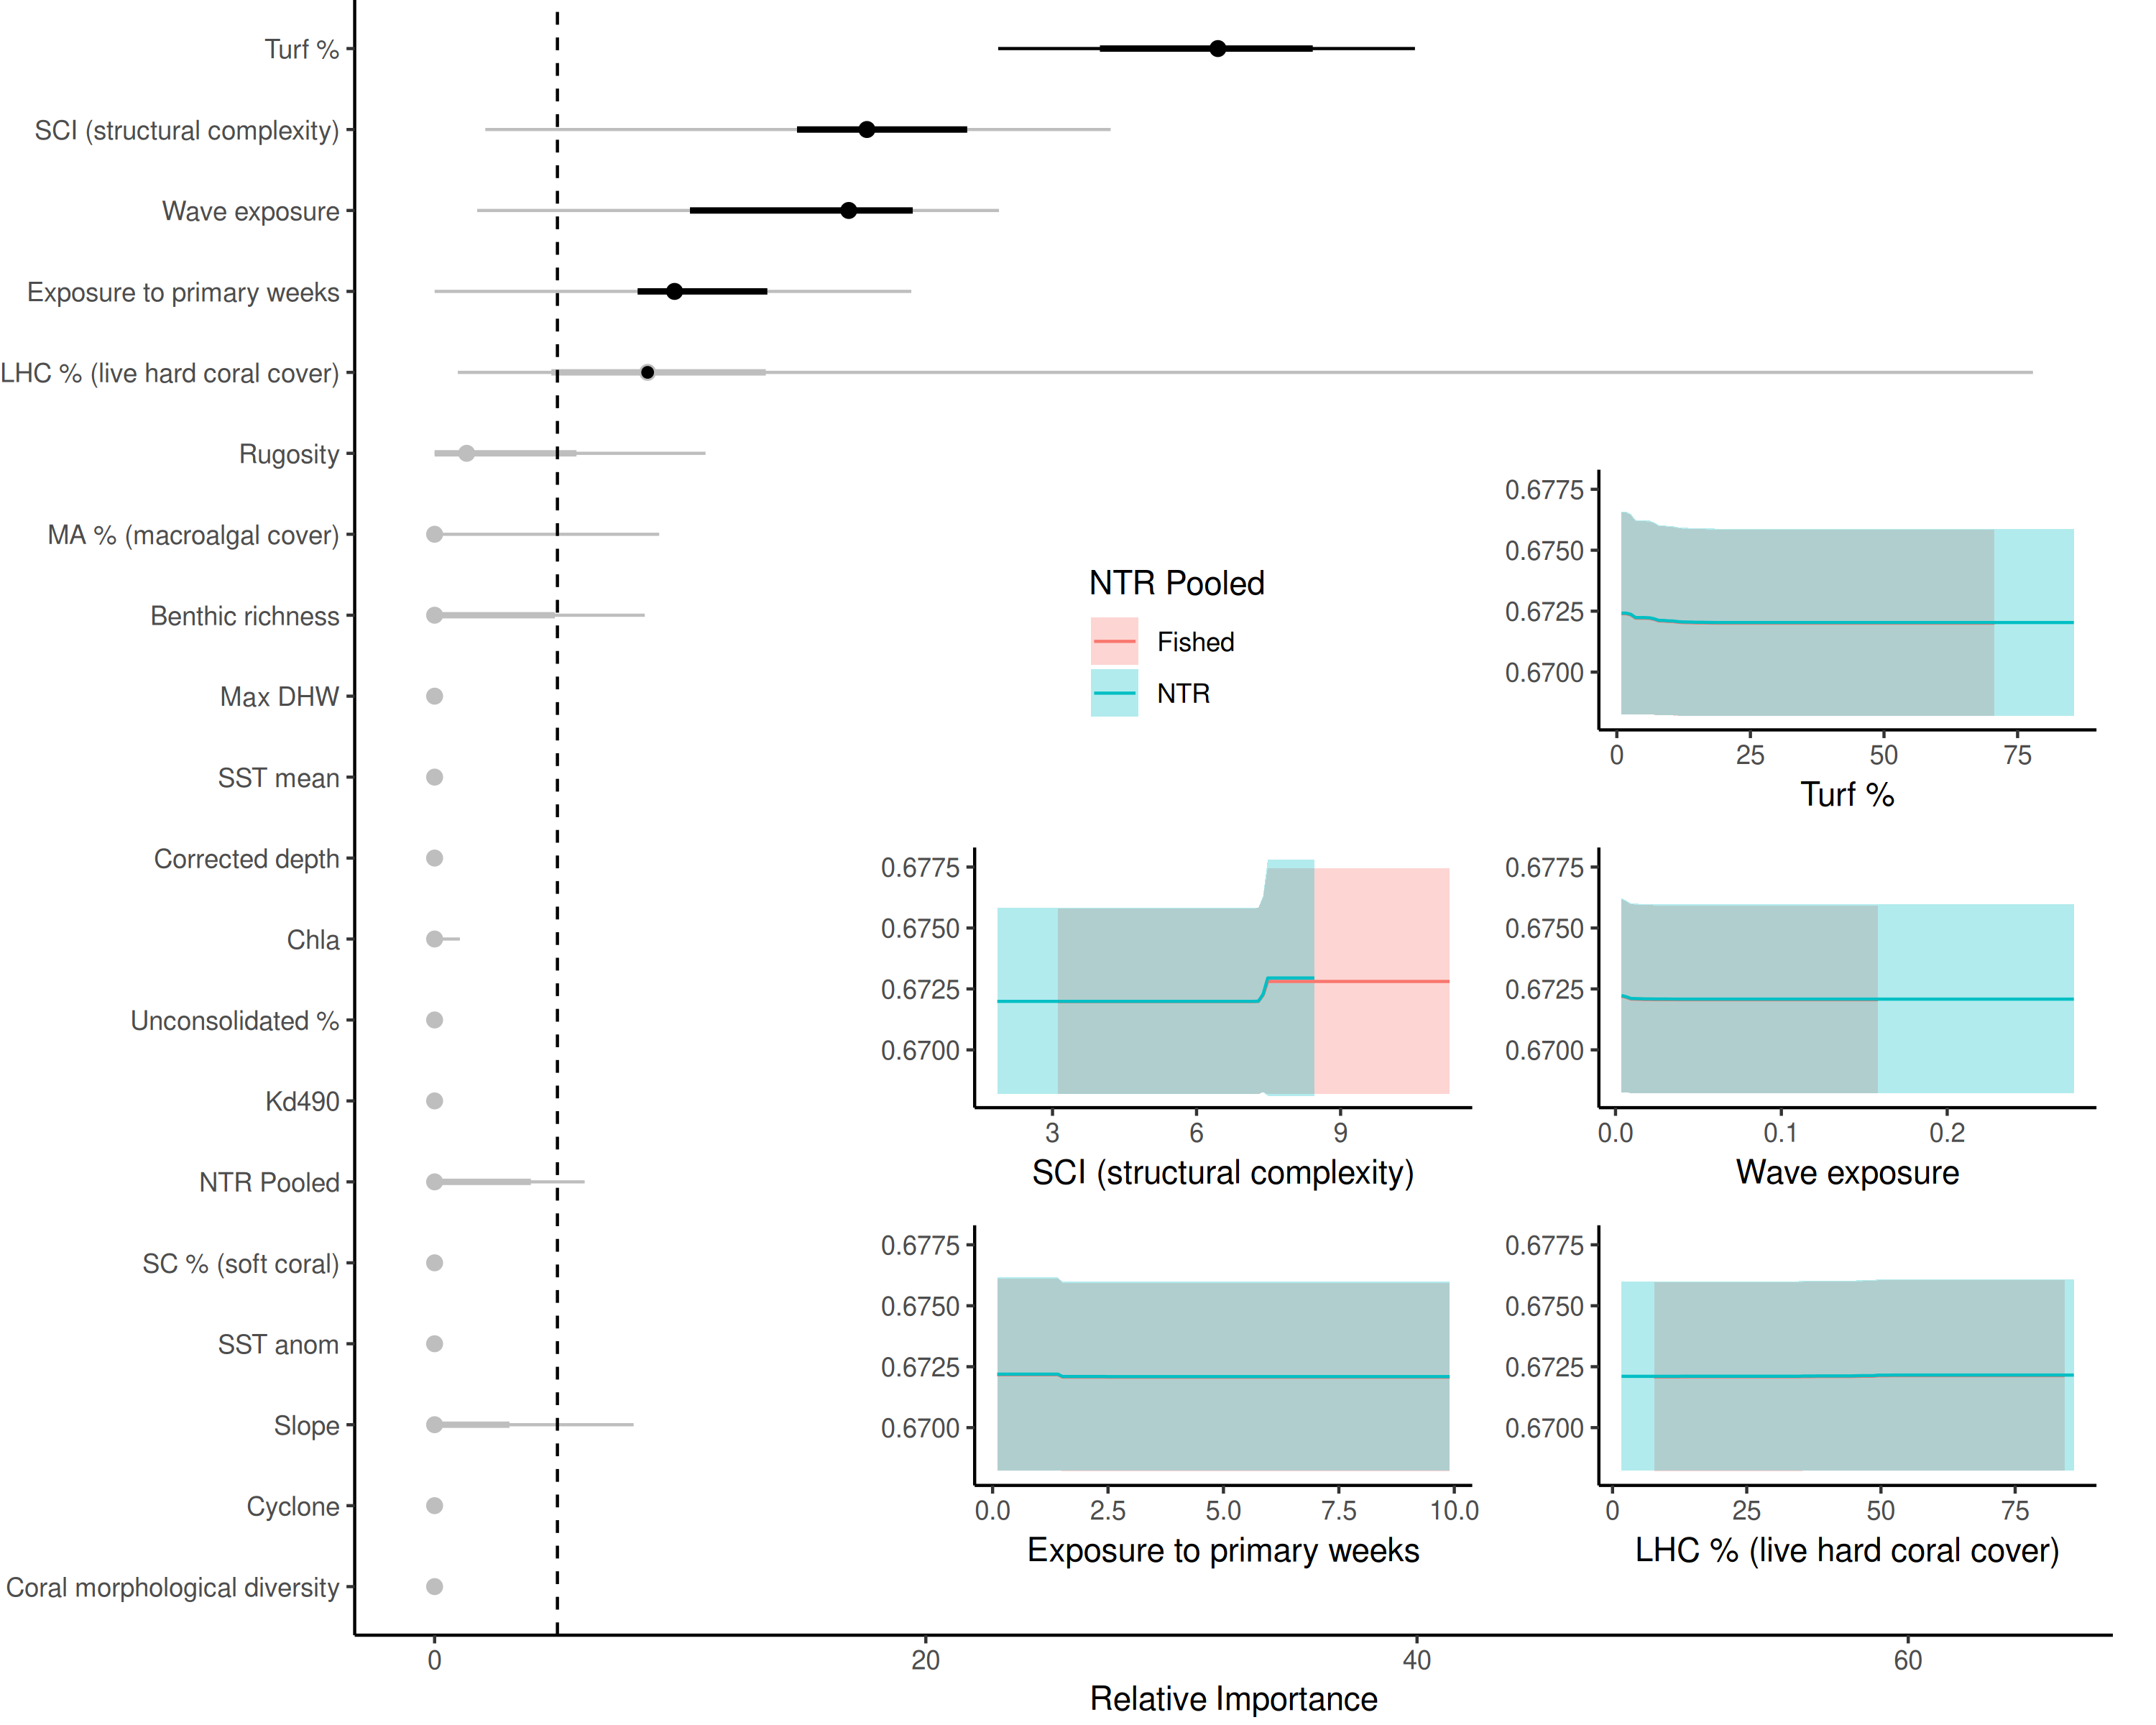 Turf %
SCI (structural complexity)
Wave exposure
Exposure to primary weeks
LHC % (live hard coral cover)
Rugosity
MA % (macroalgal cover)
Benthic richness
Max DHW
SST mean
Corrected depth
Chla
Unconsolidated %
Kd490
NTR Pooled
SC % (soft coral)
SST anom
Slope
Cyclone
Coral morphological diversity
0 20 40 60
Relative Importance
NTR Pooled
Fished
NTR
0.6775
0.6750
0.6725
0.6700
0 25 50 75
Turf %
0.6775
0.6750
0.6725
0.6700
3 6 9
SCI (structural complexity)
0.6775
0.6750
0.6725
0.6700
0.0 0.1 0.2
Wave exposure
0.6775
0.6750
0.6725
0.6700
0.0 2.5 5.0 7.5 10.0
Exposure to primary weeks
0.6775
0.6750
0.6725
0.6700
0 25 50 75
LHC % (live hard coral cover)